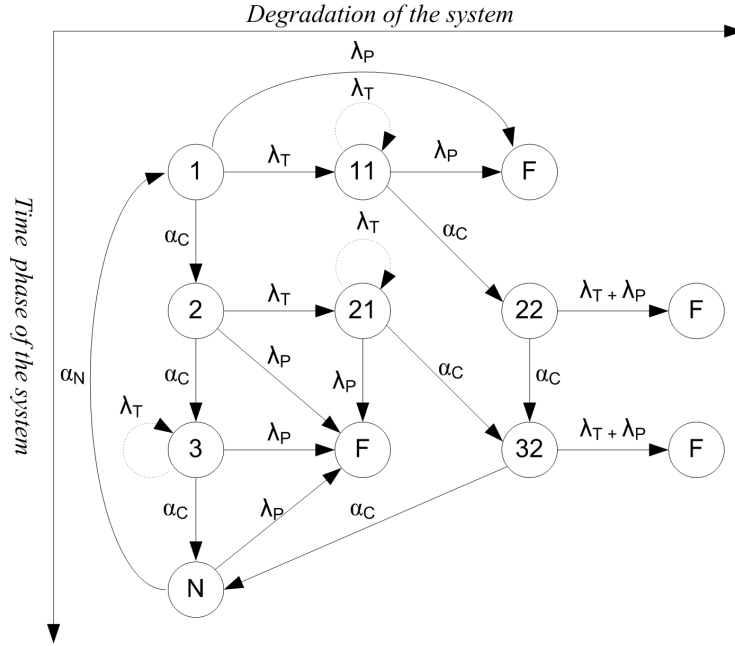 Degradation of the system
Time phase of the system
λP
λT
1
λT
11
λP
F
αC
αC
λT
2
λT
21
22
λT + λP
F
αN
αC
λP
λP
αC
αC
λT
3
λP
F
32
λT + λP
F
αC
λP
αC
N